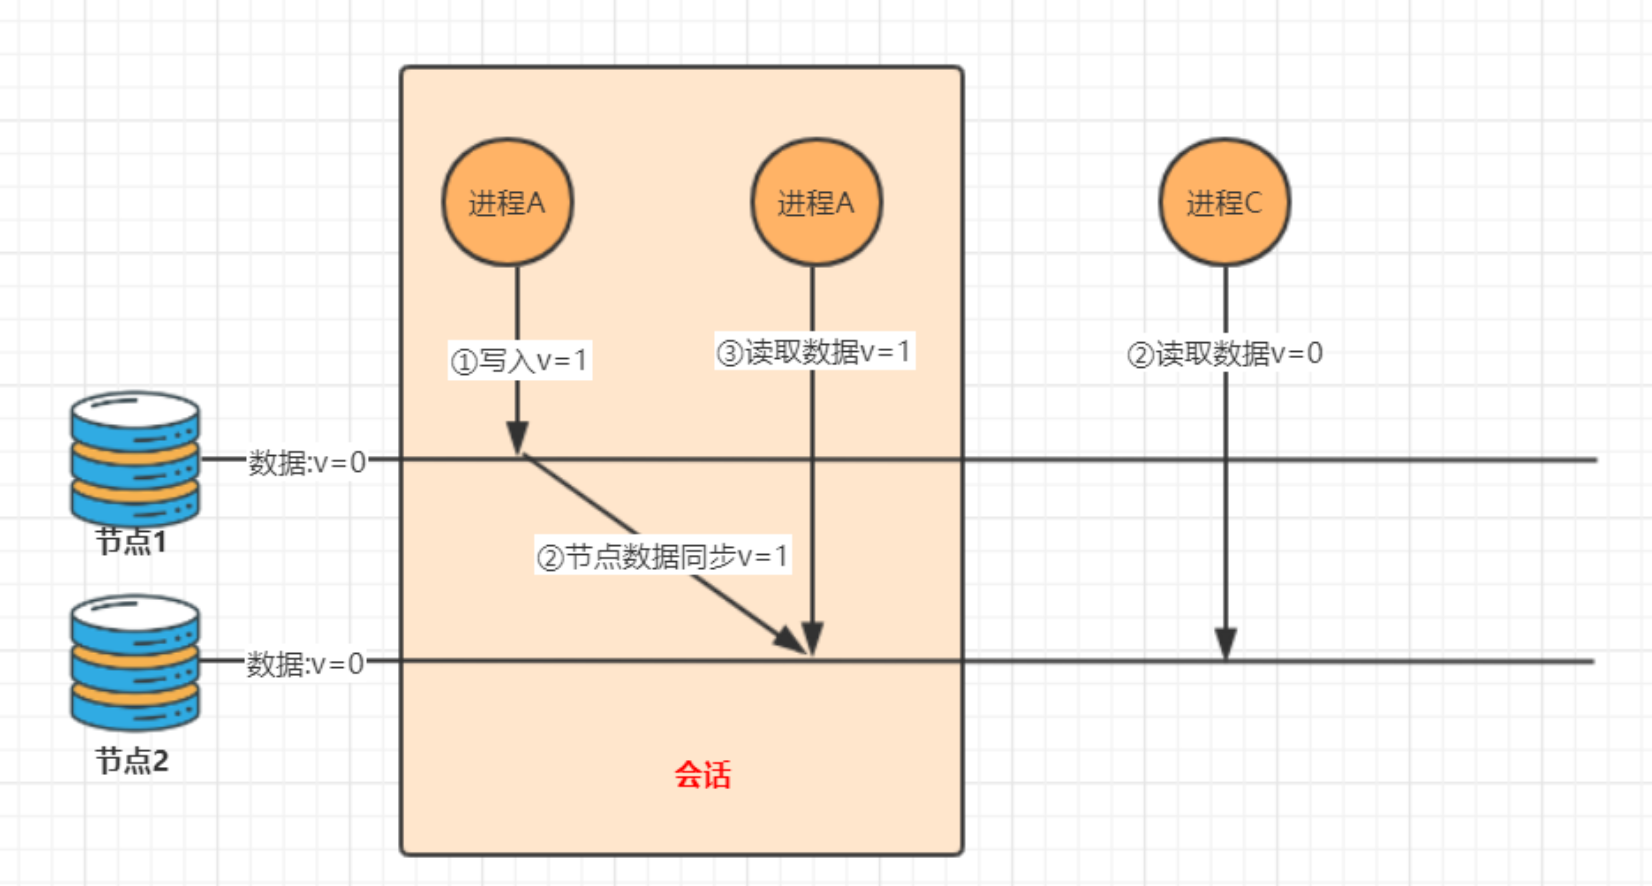 进程A
进程A
进程C
①写入v=1
③读取数据v=1
②读取数据v=0
数据:v=0
节点1
②节点数据同步v=1
数据:v=0
节点2
会话